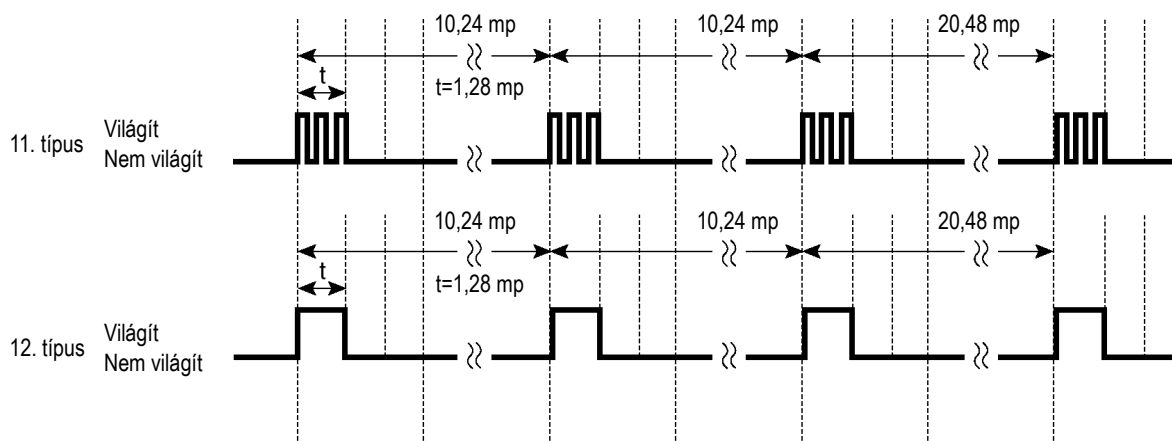 10,24 mp 10,24 mp 20,48 mp
t t=1,28 mp
11. típus Világít
Nem világít
10,24 mp 10,24 mp 20,48 mp
t t=1,28 mp
12. típus Világít
Nem világít